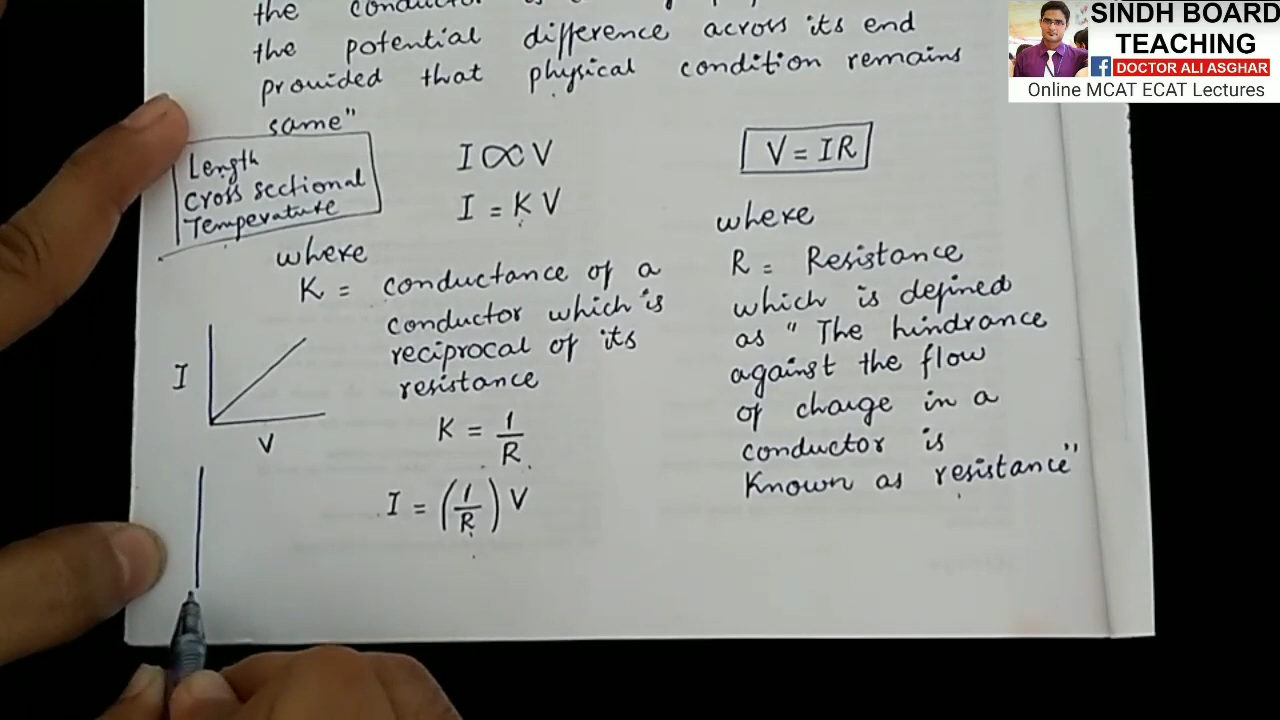 the conductor is
the potential difference across its end
provided that physical condition remains
same"
Length
Cross sectional
Temperature
I ∝ V
I = K V
where
K = conductance of a
conductor which is
reciprocal of its
resistance
K = 1/R
I = (1/R) V
I
V
V = IR
where
R = Resistance
which is defined
as " The hindrance
against the flow
of charge in a
conductor is
Known as resistance"
SINDH BOARD
TEACHING
f DOCTOR ALI ASGHAR
Online MCAT ECAT Lectures